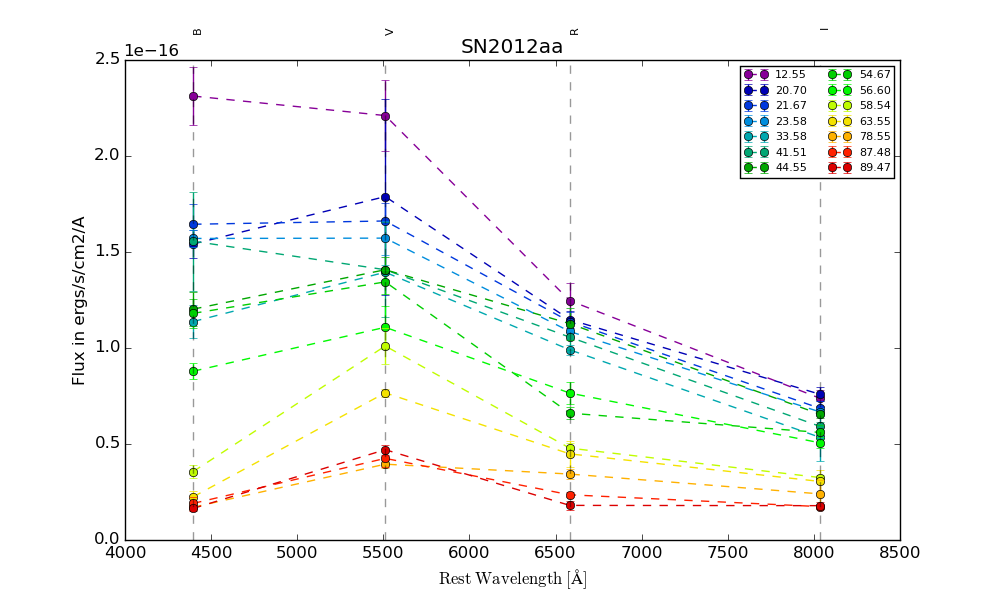 B V R I
SN2012aa
1e−16
2.5
2.0
1.5
1.0
0.5
0.0
Flux in ergs/s/cm2/A
12.55 54.67
20.70 56.60
21.67 58.54
23.58 63.55
33.58 78.55
41.51 87.48
44.55 89.47
4000 4500 5000 5500 6000 6500 7000 7500 8000 8500
Rest Wavelength [Å]